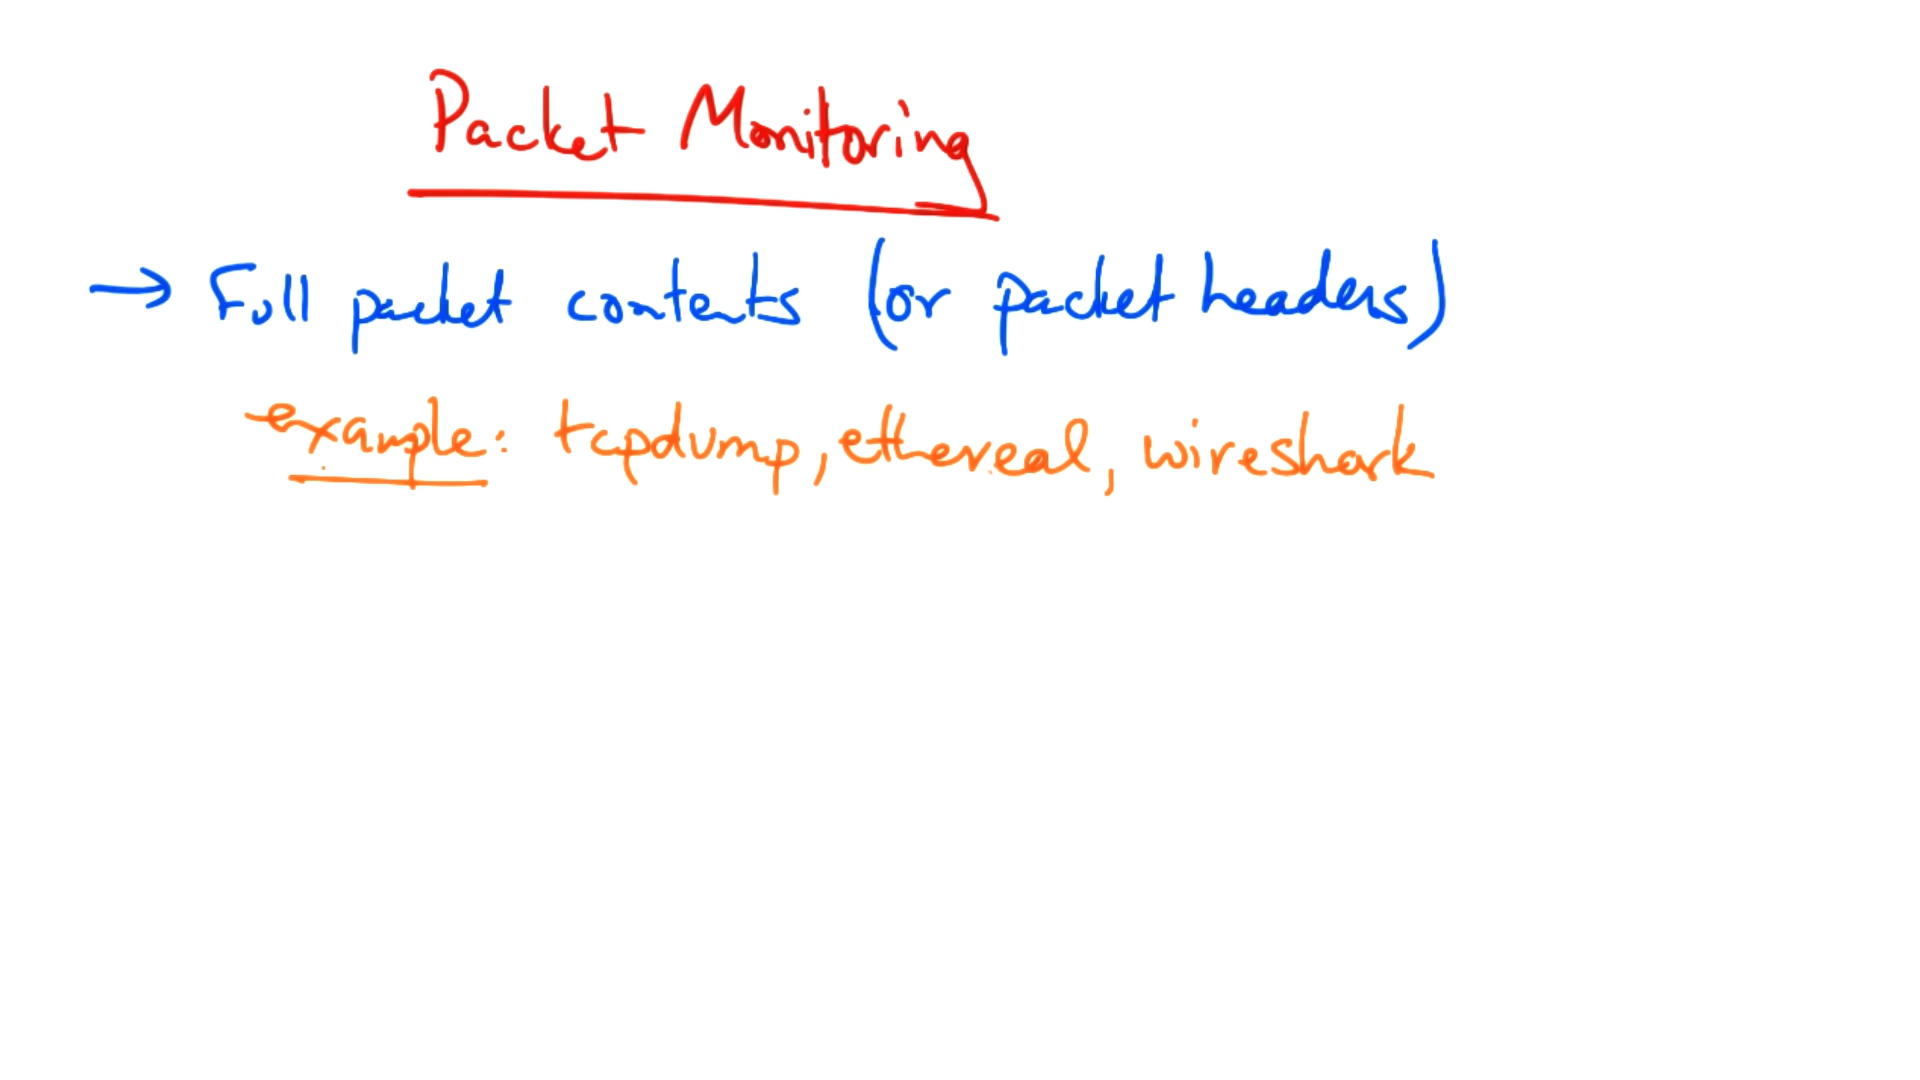 Packet Monitoring
→ Full packet contents (or packet headers)
example: tcpdump, ethereal, wireshark